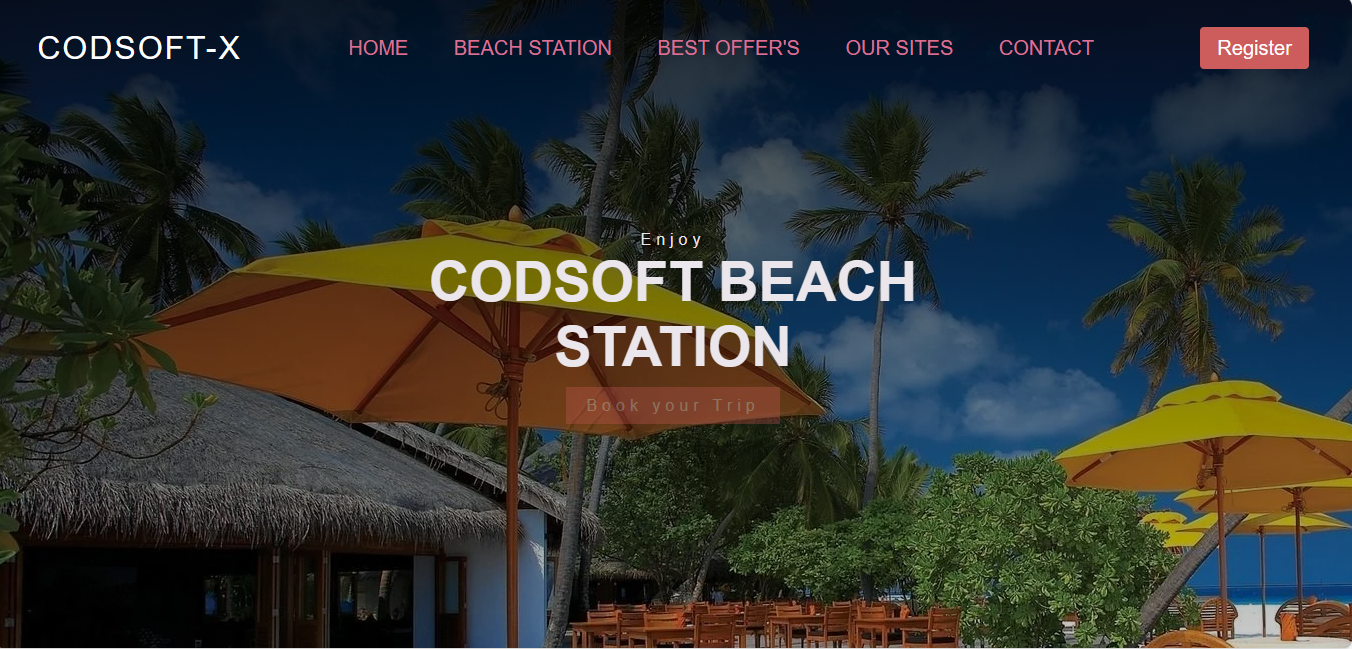 CODSOFT-X
HOME BEACH STATION BEST OFFER'S OUR SITES CONTACT
Register
Enjoy
CODSOFT BEACH
STATION
Book your Trip